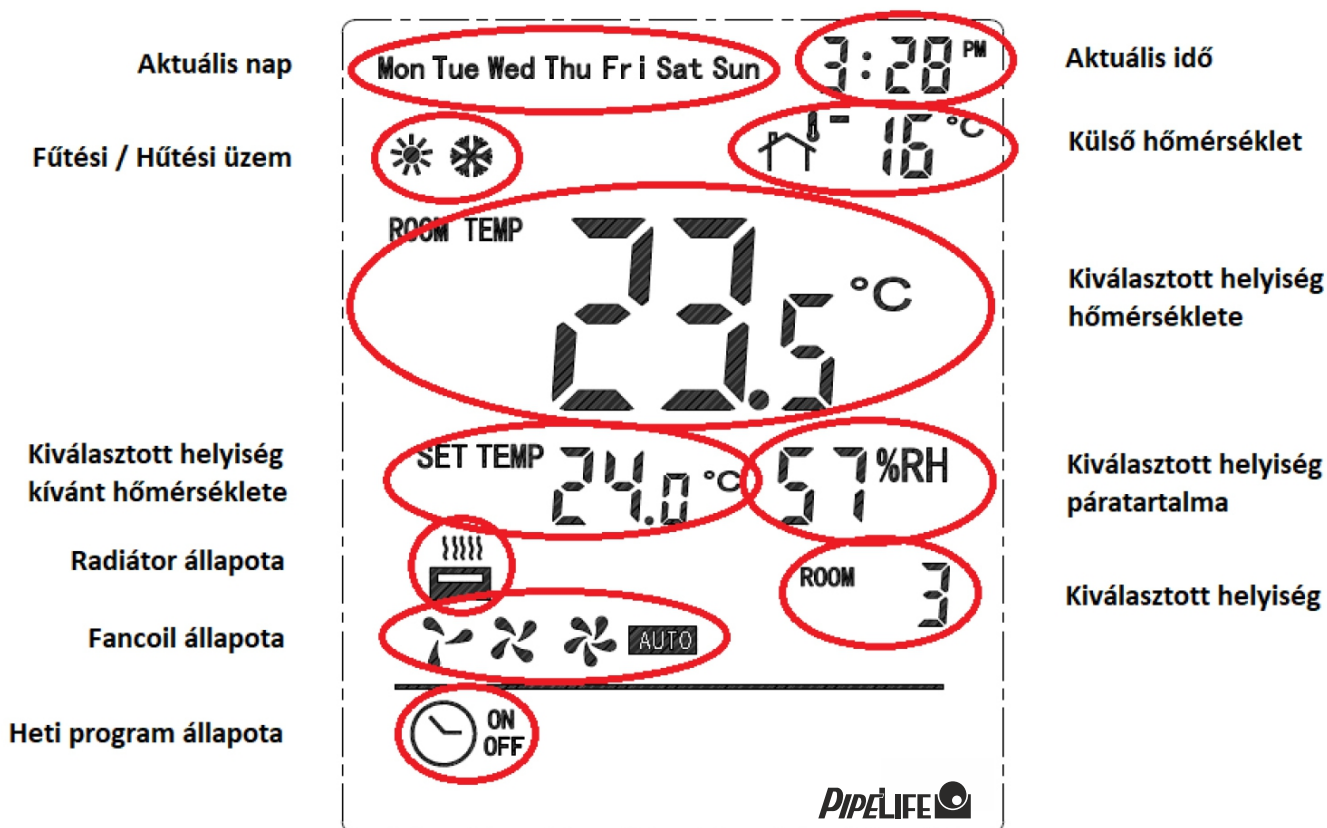 Aktuális nap
Mon Tue Wed Thu Fri Sat Sun
3:28 PM
Aktuális idő
Fűtési / Hűtési üzem
-16 °C
Külső hőmérséklet
ROOM TEMP
23.5 °C
Kiválasztott helyiség
hőmérséklete
Kiválasztott helyiség
kívánt hőmérséklete
SET TEMP 24.0 °C
57 %RH
Kiválasztott helyiség
páratartalma
Radiátor állapota
ROOM 3
Kiválasztott helyiség
Fancoil állapota
AUTO
Heti program állapota
ON
OFF
PIPELIFE